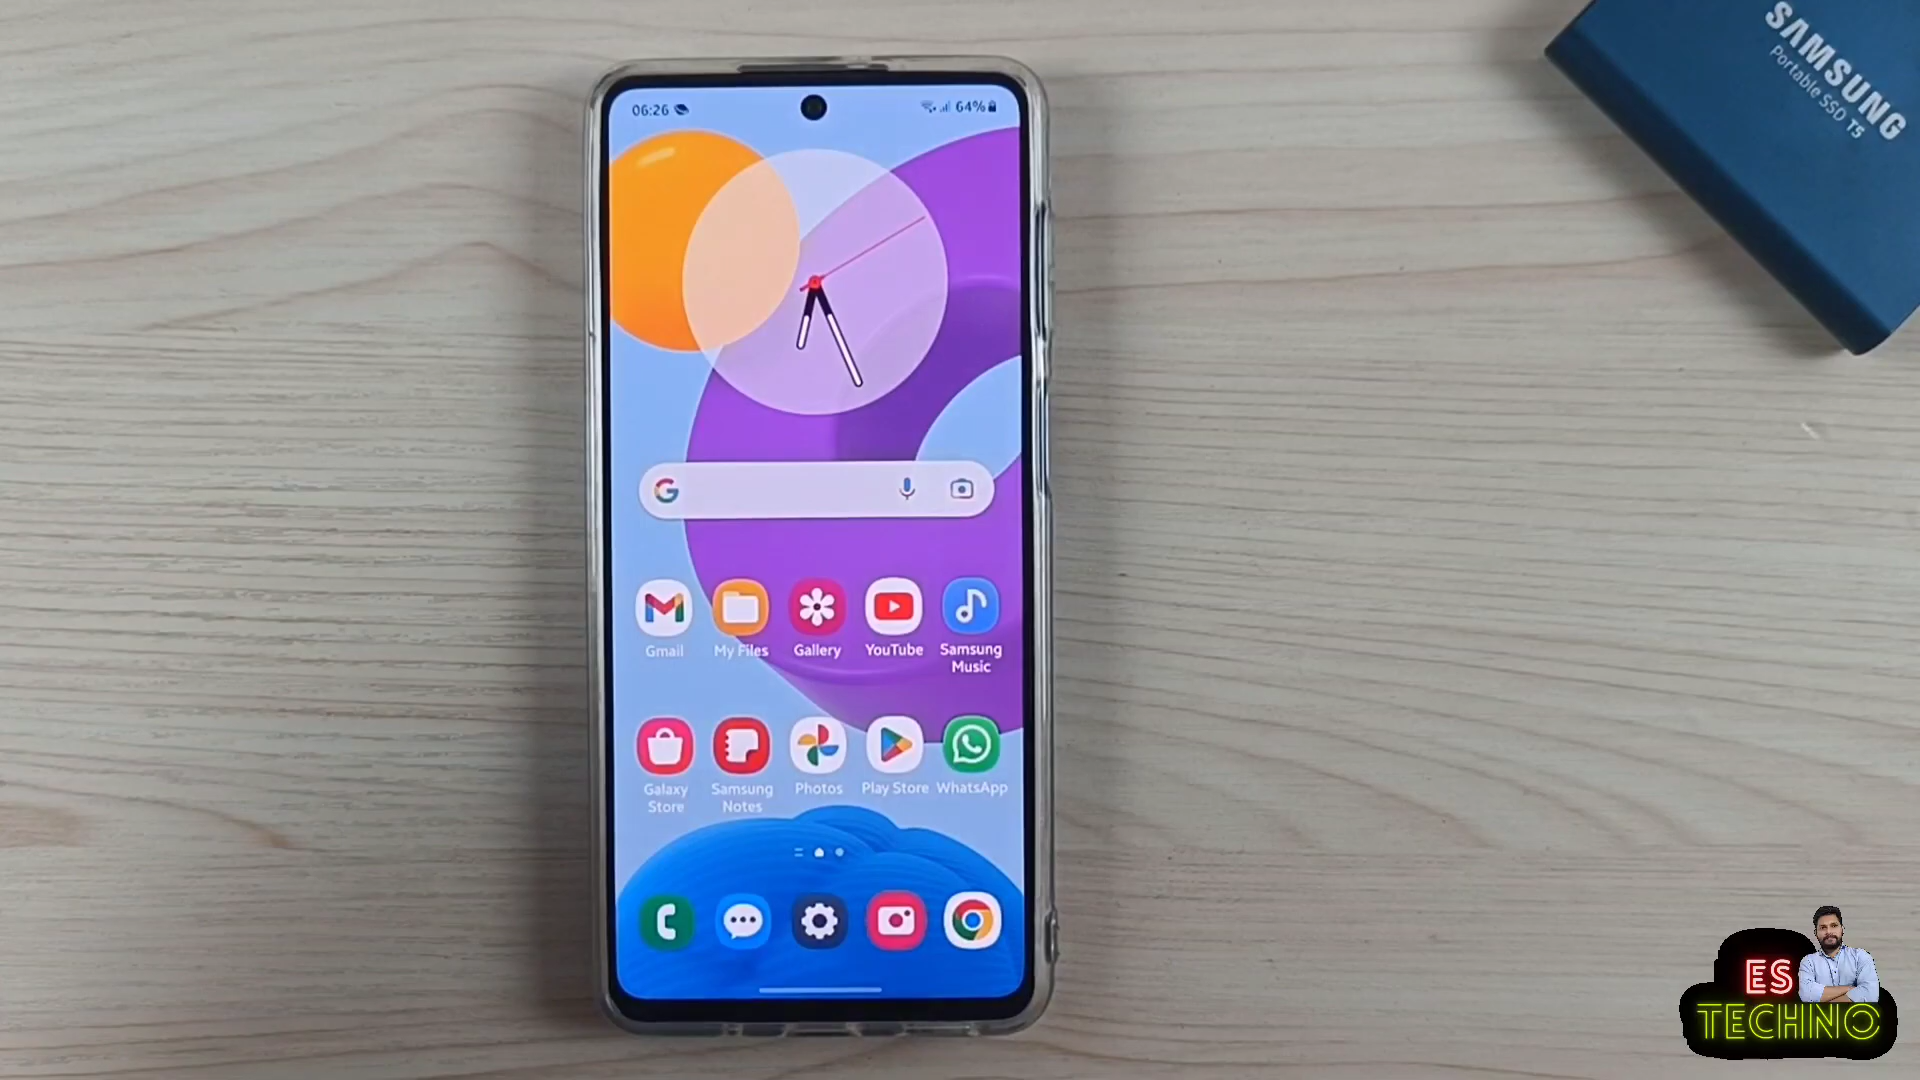 06:26
64%
SAMSUNG
Portable SSD T5
G
Gmail
My Files
Gallery
YouTube
Samsung
Music
Galaxy
Store
Samsung
Notes
Photos
Play Store
WhatsApp
ES
TECHNO